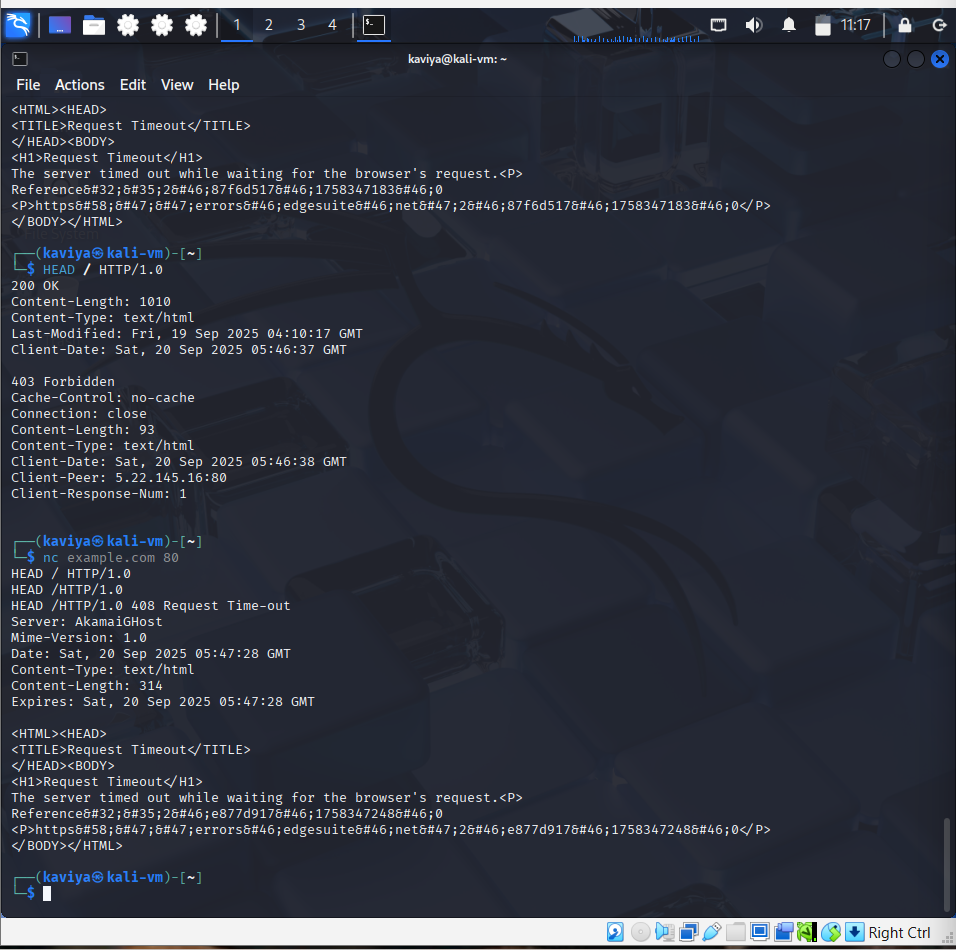 1 2 3 4 11:17
kaviya@kali-vm: ~
File Actions Edit View Help
<HTML><HEAD>
<TITLE>Request Timeout</TITLE>
</HEAD><BODY>
<H1>Request Timeout</H1>
The server timed out while waiting for the browser's request.<P>
Reference&#32;&#35;2&#46;87f6d517&#46;1758347183&#46;0
<P>https&#58;&#47;&#47;errors&#46;edgesuite&#46;net&#47;2&#46;87f6d517&#46;1758347183&#46;0</P>
</BODY></HTML>
┌──(kaviya㉿kali-vm)-[~]
└─$ HEAD / HTTP/1.0
200 OK
Content-Length: 1010
Content-Type: text/html
Last-Modified: Fri, 19 Sep 2025 04:10:17 GMT
Client-Date: Sat, 20 Sep 2025 05:46:37 GMT
403 Forbidden
Cache-Control: no-cache
Connection: close
Content-Length: 93
Content-Type: text/html
Client-Date: Sat, 20 Sep 2025 05:46:38 GMT
Client-Peer: 5.22.145.16:80
Client-Response-Num: 1
┌──(kaviya㉿kali-vm)-[~]
└─$ nc example.com 80
HEAD / HTTP/1.0
HEAD /HTTP/1.0
HEAD /HTTP/1.0 408 Request Time-out
Server: AkamaiGHost
Mime-Version: 1.0
Date: Sat, 20 Sep 2025 05:47:28 GMT
Content-Type: text/html
Content-Length: 314
Expires: Sat, 20 Sep 2025 05:47:28 GMT
<HTML><HEAD>
<TITLE>Request Timeout</TITLE>
</HEAD><BODY>
<H1>Request Timeout</H1>
The server timed out while waiting for the browser's request.<P>
Reference&#32;&#35;2&#46;e877d917&#46;1758347248&#46;0
<P>https&#58;&#47;&#47;errors&#46;edgesuite&#46;net&#47;2&#46;e877d917&#46;1758347248&#46;0</P>
</BODY></HTML>
┌──(kaviya㉿kali-vm)-[~]
└─$
Right Ctrl